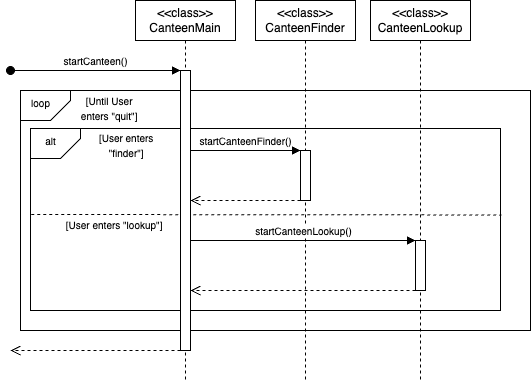 <<class>>
CanteenMain
<<class>>
CanteenFinder
<<class>>
CanteenLookup
startCanteen()
loop
[Until User
enters "quit"]
alt
[User enters
"finder"]
startCanteenFinder()
[User enters "lookup"]
startCanteenLookup()